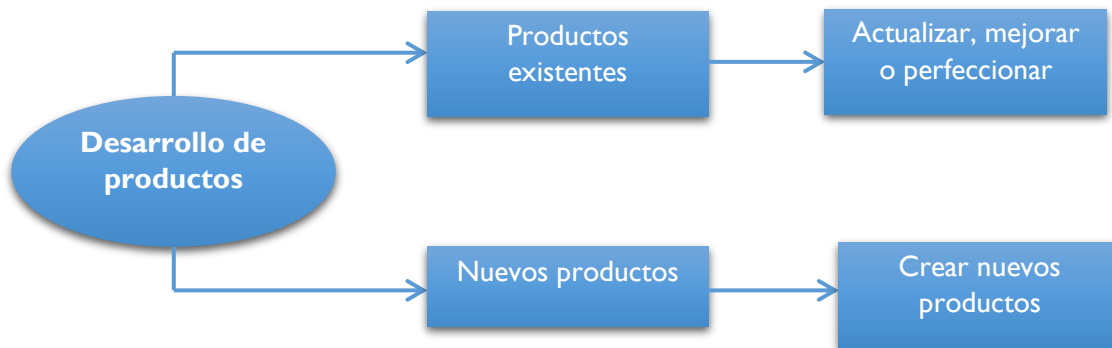 Productos
existentes
Actualizar, mejorar
o perfeccionar
Desarrollo de
productos
Nuevos productos
Crear nuevos
productos